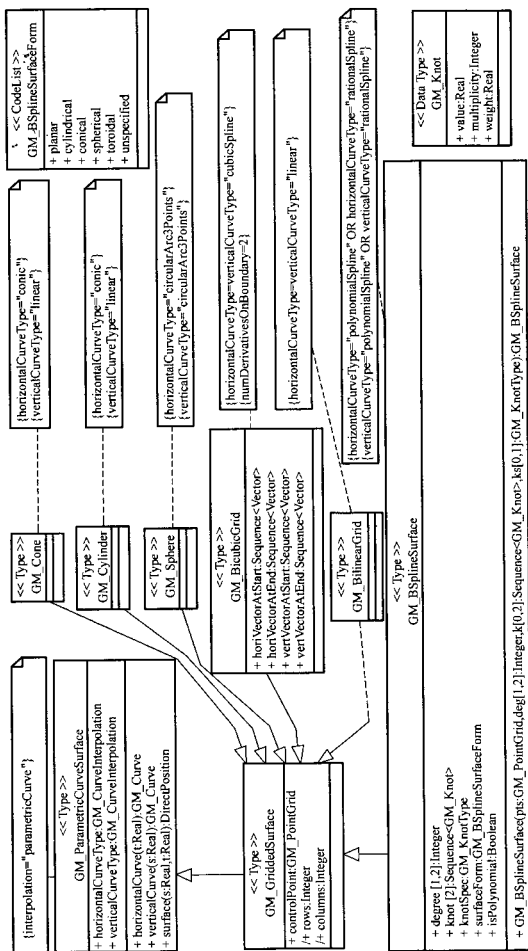 {interpolation="parametricCurve"}
<< Type >>
GM_ParametricCurveSurface
+ horizontalCurveType:GM_CurveInterpolation
+ verticalCurveType:GM_CurveInterpolation
+ horizontalCurve(t:Real):GM_Curve
+ verticalCurve(s:Real):GM_Curve
+ surface(s:Real,t:Real):DirectPosition
<< Type >>
GM_GriddedSurface
+ controlPoint:GM_PointGrid
/+ rows:Integer
/+ columns:Integer
<< Type >>
GM_Cone
<< Type >>
GM_Cylinder
<< Type >>
GM_Sphere
<< Type >>
GM_BicubicGrid
+ horiVectorAtStart:Sequence<Vector>
+ horiVectorAtEnd:Sequence<Vector>
+ vertVectorAtStart:Sequence<Vector>
+ vertVectorAtEnd:Sequence<Vector>
<< Type >>
GM_BilinearGrid
{horizontalCurveType="conic"}
{verticalCurveType="linear"}
{horizontalCurveType="conic"}
{verticalCurveType="linear"}
{horizontalCurveType="circularArc3Points"}
{verticalCurveType="circularArc3Points"}
{horizontalCurveType=verticalCurveType="cubicSpline"}
{numDerivativesOnBoundary=2}
{horizontalCurveType=verticalCurveType="linear"}
{horizontalCurveType="polynomialSpline" OR horizontalCurveType="rationalSpline"}
{verticalCurveType="polynomialSpline" OR verticalCurveType="rationalSpline"}
<< CodeList >>
GM_BSplineSurfaceForm
+ planar
+ cylindrical
+ conical
+ spherical
+ toroidal
+ unspecified
<< Data Type >>
GM_Knot
+ value:Real
+ multiplicity:Integer
+ weight:Real
<< Type >>
GM_BSplineSurface
+ degree [1,2]:Integer
+ knot [2]:Sequence<GM_Knot>
+ knotSpec:GM_KnotType
+ surfaceForm:GM_BSplineSurfaceForm
+ isPolynomial:Boolean
+ GM_BSplineSurface(pts:GM_PointGrid,deg[1,2]:Integer,k[0,2]:Sequence<GM_Knot>,ks[0,1]:GM_KnotType):GM_BSplineSurface